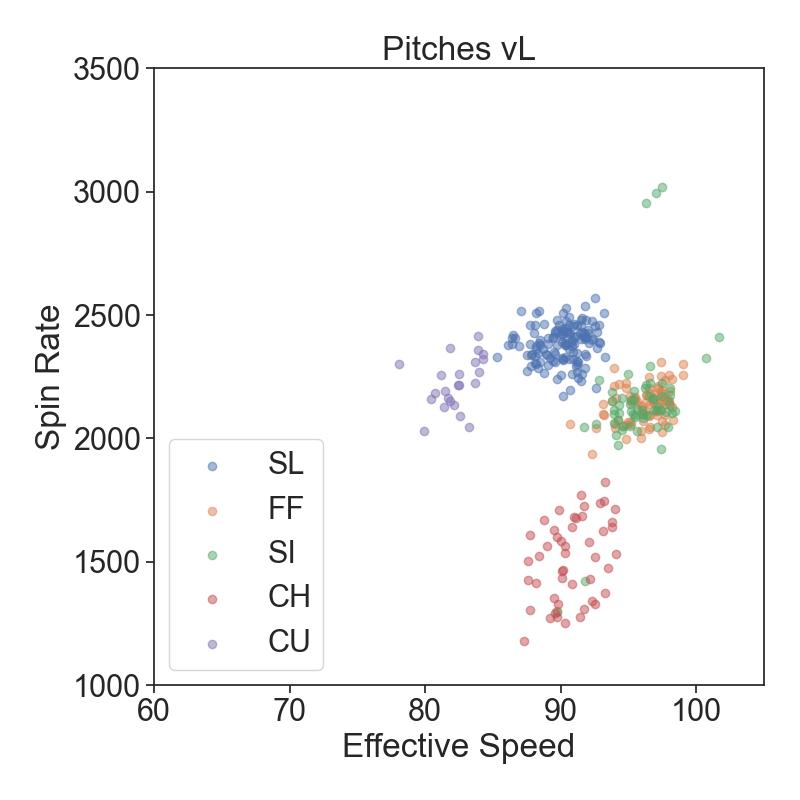 Pitches vL
3500
3000
2500
2000
1500
1000
Spin Rate
SL
FF
SI
CH
CU
60 70 80 90 100
Effective Speed